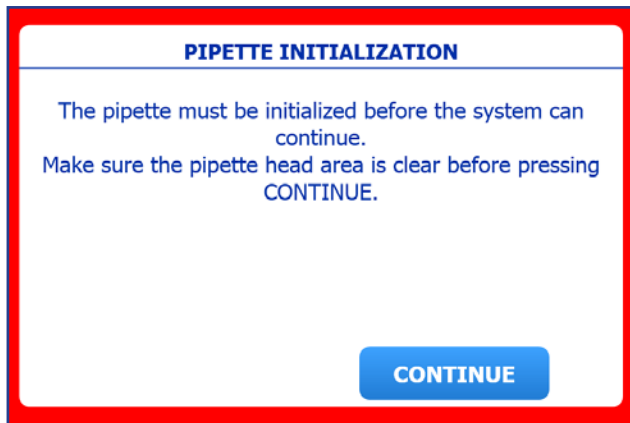 PIPETTE INITIALIZATION
The pipette must be initialized before the system can
continue.
Make sure the pipette head area is clear before pressing
CONTINUE.
CONTINUE